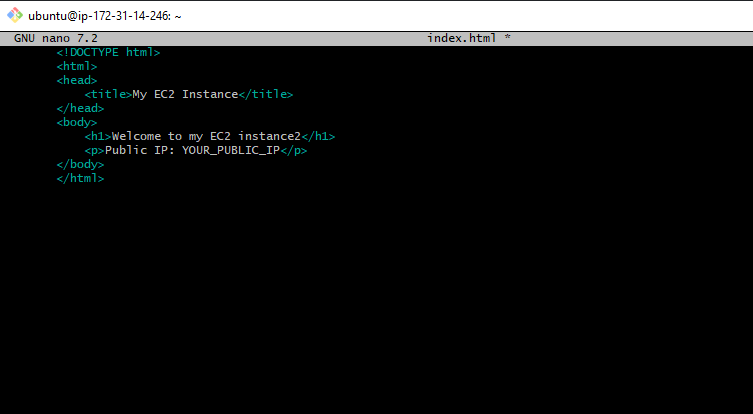 ubuntu@ip-172-31-14-246: ~
GNU nano 7.2 index.html *
<!DOCTYPE html>
<html>
<head>
<title>My EC2 Instance</title>
</head>
<body>
<h1>Welcome to my EC2 instance2</h1>
<p>Public IP: YOUR_PUBLIC_IP</p>
</body>
</html>